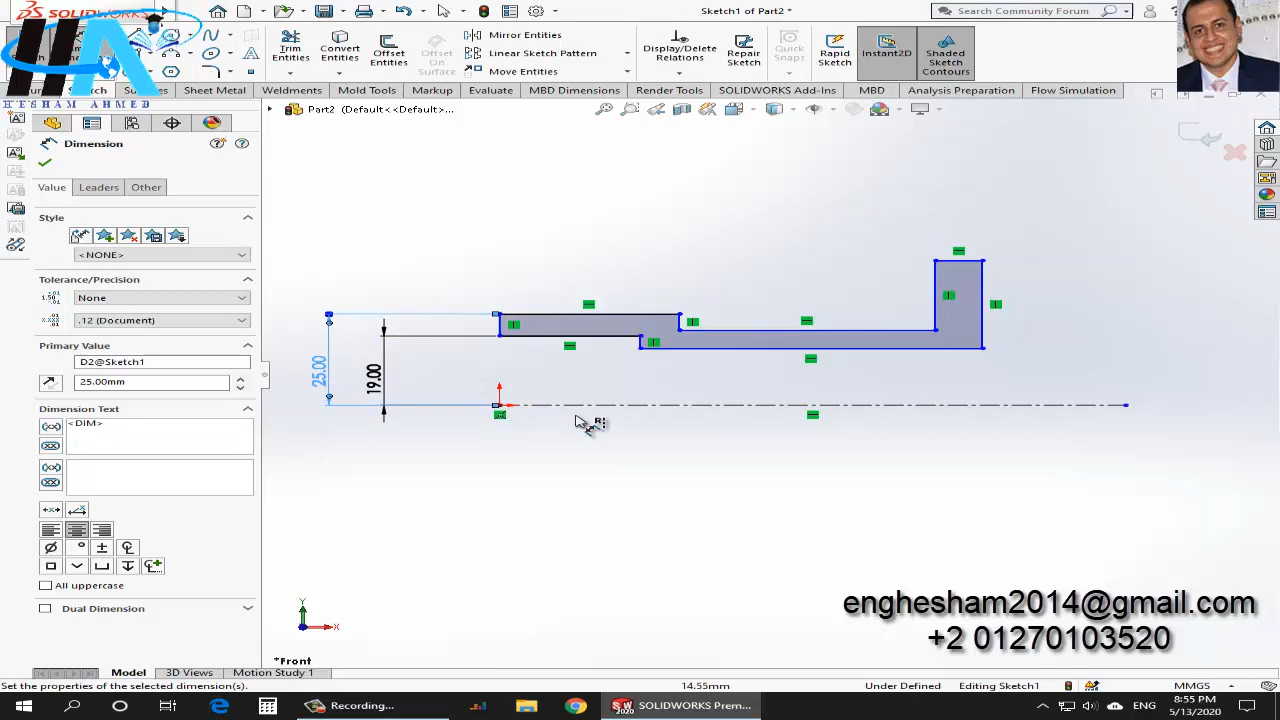 SOLIDWORKS
Sketch1 of Part2 *
Search Community Forum
HESHAM AHMED
Trim Entities
Convert Entities
Offset Entities
Offset On Surface
Mirror Entities
Linear Sketch Pattern
Move Entities
Display/Delete Relations
Repair Sketch
Quick Snaps
Rapid Sketch
Instant2D
Shaded Sketch Contours
Sheet Metal
Weldments
Mold Tools
Markup
Evaluate
MBD Dimensions
Render Tools
SOLIDWORKS Add-Ins
MBD
Analysis Preparation
Flow Simulation
Part2 (Default<<Default>...
Dimension
Value
Leaders
Other
Style
<NONE>
Tolerance/Precision
None
.12 (Document)
Primary Value
D2@Sketch1
25.00mm
Dimension Text
<DIM>
All uppercase
Dual Dimension
25.00
19.00
Y
X
*Front
enghesham2014@gmail.com
+2 01270103520
Model
3D Views
Motion Study 1
Set the properties of the selected dimension(s).
14.55mm
Under Defined
Editing Sketch1
MMGS
Recording...
SOLIDWORKS Prem...
ENG
8:55 PM
5/13/2020